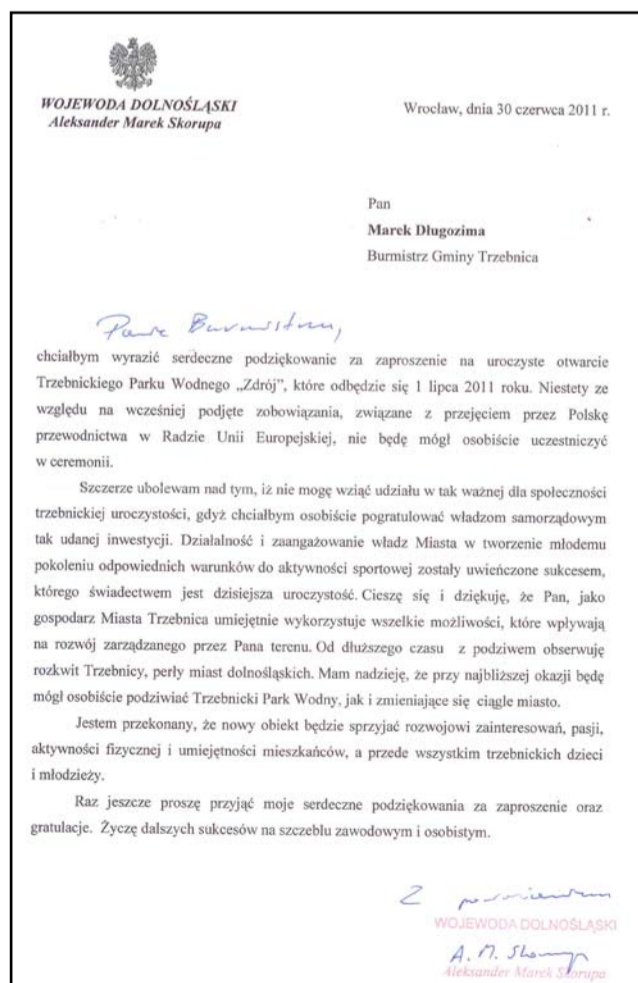 WOJEWODA DOLNOŚLĄSKI
Aleksander Marek Skorupa
Wrocław, dnia 30 czerwca 2011 r.
Pan
Marek Długozima
Burmistrz Gminy Trzebnica
Panie Burmistrzu,
chciałbym wyrazić serdeczne podziękowanie za zaproszenie na uroczyste otwarcie
Trzebnickiego Parku Wodnego „Zdrój”, które odbędzie się 1 lipca 2011 roku. Niestety ze
względu na wcześniej podjęte zobowiązania, związane z przejęciem przez Polskę
przewodnictwa w Radzie Unii Europejskiej, nie będę mógł osobiście uczestniczyć
w ceremonii.
Szczerze ubolewam nad tym, iż nie mogę wziąć udziału w tak ważnej dla społeczności
trzebnickiej uroczystości, gdyż chciałbym osobiście pogratulować władzom samorządowym
tak udanej inwestycji. Działalność i zaangażowanie władz Miasta w tworzenie młodemu
pokoleniu odpowiednich warunków do aktywności sportowej zostały uwieńczone sukcesem,
którego świadectwem jest dzisiejsza uroczystość. Cieszę się i dziękuję, że Pan, jako
gospodarz Miasta Trzebnica umiejętnie wykorzystuje wszelkie możliwości, które wpływają
na rozwój zarządzanego przez Pana terenu. Od dłuższego czasu z podziwem obserwuję
rozkwit Trzebnicy, perły miast dolnośląskich. Mam nadzieję, że przy najbliższej okazji będę
mógł osobiście podziwiać Trzebnicki Park Wodny, jak i zmieniające się ciągle miasto.
Jestem przekonany, że nowy obiekt będzie sprzyjać rozwojowi zainteresowań, pasji,
aktywności fizycznej i umiejętności mieszkańców, a przede wszystkim trzebnickich dzieci
i młodzieży.
Raz jeszcze proszę przyjąć moje serdeczne podziękowania za zaproszenie oraz
gratulacje. Życzę dalszych sukcesów na szczeblu zawodowym i osobistym.
Z poważaniem
WOJEWODA DOLNOŚLĄSKI
A. M. Skorupa
Aleksander Marek Skorupa